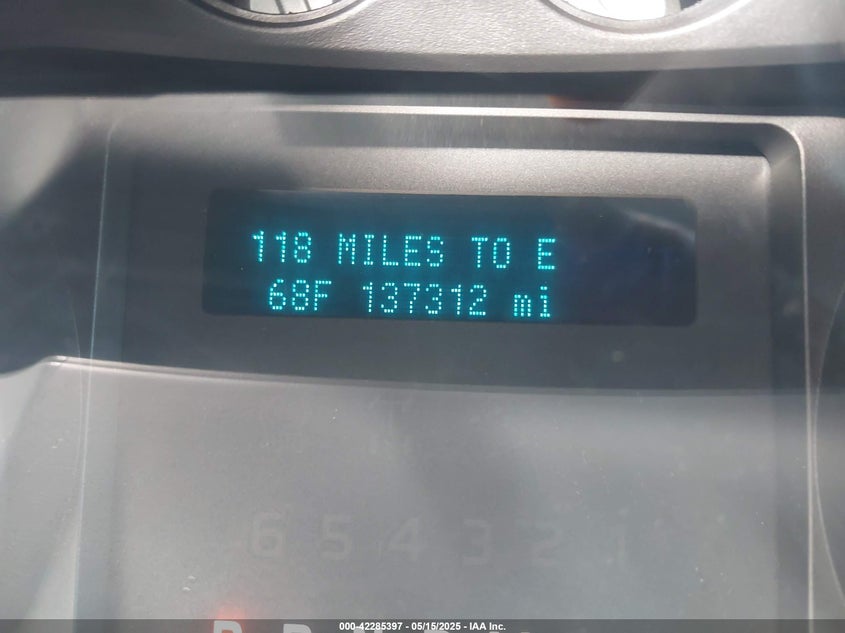 118 MILES TO E
68F 137312 mi
6 5 4 3 2 1
000-42285397 - 05/15/2025 - IAA Inc.